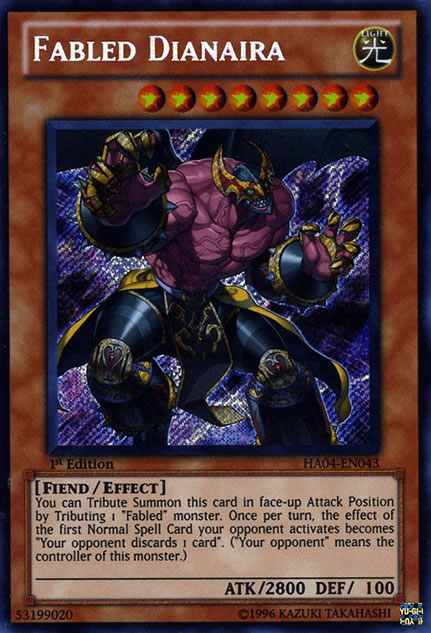 FABLED DIANAIRA
LIGHT
光
1st Edition
HA04-EN043
[FIEND / EFFECT]
You can Tribute Summon this card in face-up Attack Position
by Tributing 1 "Fabled" monster. Once per turn, the effect of
the first Normal Spell Card your opponent activates becomes
"Your opponent discards 1 card". ("Your opponent" means the
controller of this monster.)
ATK/2800 DEF/ 100
53199020
©1996 KAZUKI TAKAHASHI